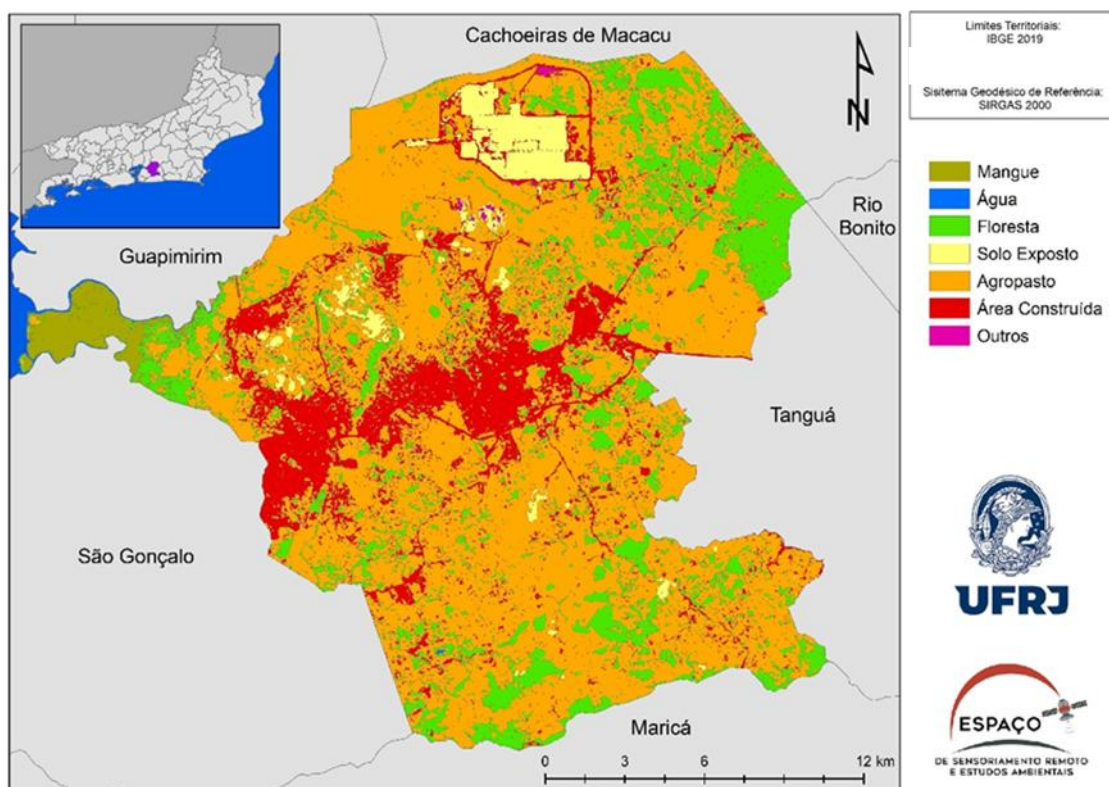 Cachoeiras de Macacu
N
Guapimirim
Rio
Bonito
Tanguá
São Gonçalo
Maricá
0 3 6 12 km
Limites Territoriais:
IBGE 2019
Sisitema Geodésico de Referência:
SIRGAS 2000
Mangue
Água
Floresta
Solo Exposto
Agropasto
Área Construída
Outros
UFRJ
ESPAÇO
DE SENSORIAMENTO REMOTO
E ESTUDOS AMBIENTAIS